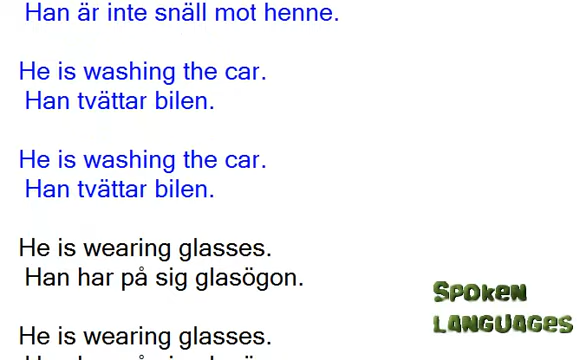 Han är inte snäll mot henne.
He is washing the car.
Han tvättar bilen.
He is washing the car.
Han tvättar bilen.
He is wearing glasses.
Han har på sig glasögon.
He is wearing glasses.
SPOKEN
LANGUAGES